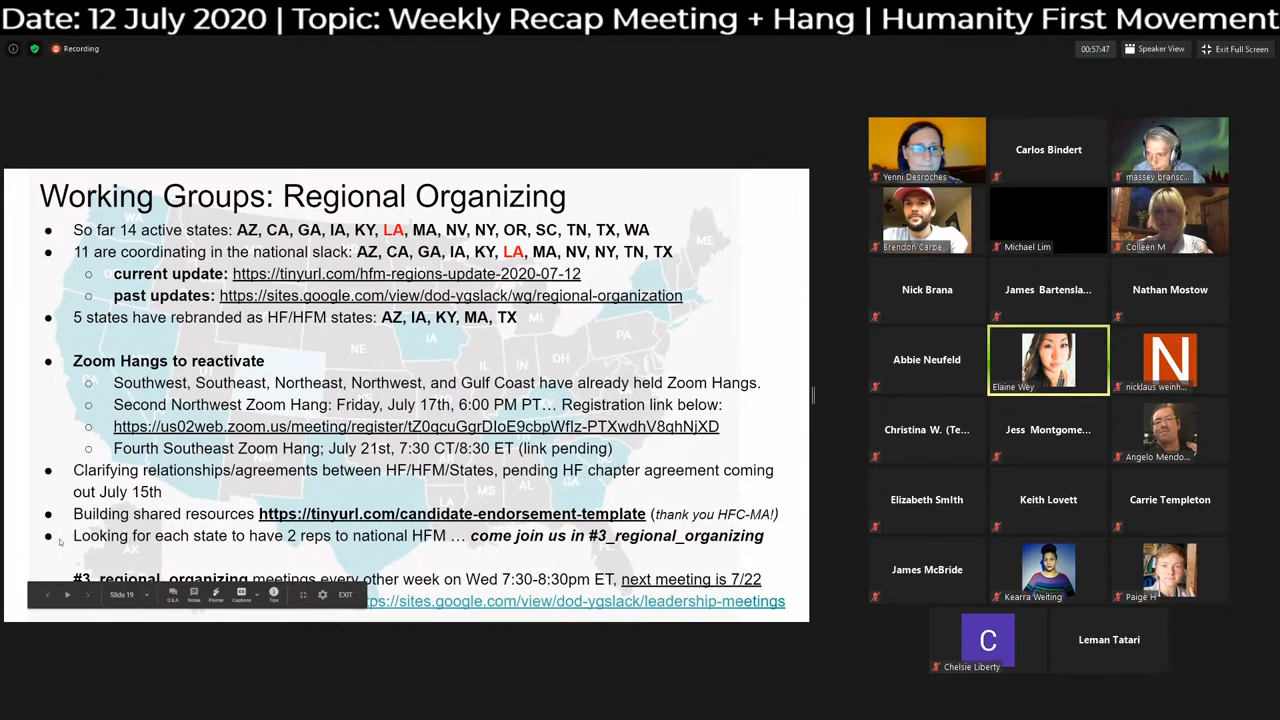 Date: 12 July 2020 | Topic: Weekly Recap Meeting + Hang | Humanity First Movement
Recording
00:57:47
Speaker View
Exit Full Screen
Working Groups: Regional Organizing
● So far 14 active states: AZ, CA, GA, IA, KY, LA, MA, NV, NY, OR, SC, TN, TX, WA
● 11 are coordinating in the national slack: AZ, CA, GA, IA, KY, LA, MA, NV, NY, TN, TX
○ current update: https://tinyurl.com/hfm-regions-update-2020-07-12
○ past updates: https://sites.google.com/view/dod-ygslack/wg/regional-organization
● 5 states have rebranded as HF/HFM states: AZ, IA, KY, MA, TX
● Zoom Hangs to reactivate
○ Southwest, Southeast, Northeast, Northwest, and Gulf Coast have already held Zoom Hangs.
○ Second Northwest Zoom Hang: Friday, July 17th, 6:00 PM PT… Registration link below:
○ https://us02web.zoom.us/meeting/register/
○ Fourth Southeast Zoom Hang; July 21st, 7:30 CT/8:30 ET (link pending)
● Clarifying relationships/agreements between HF/HFM/States, pending HF chapter agreement coming
out July 15th
● Building shared resources https://tinyurl.com/candidate-endorsement-template (thank you HFC-MA!)
● Looking for each state to have 2 reps to national HFM … come join us in #3_regional_organizing
#3_regional_organizing meetings every other week on Wed 7:30-8:30pm ET, next meeting is 7/22
ps://sites.google.com/view/dod-ygslack/leadership-meetings
Slide 19
Q & A
Notes
Pointer
Captions
Tips
EXIT
Yenni Desroches
Carlos Bindert
massey bransc...
Brendon Carpe...
Michael Lim
Colleen M
Nick Brana
James Bartensla...
Nathan Mostow
Abbie Neufeld
Elaine Wey
N
nicklaus weinh...
Christina W. (Te...
Jess Montgome...
Angelo Mendo...
Elizabeth SmIth
Keith Lovett
Carrie Templeton
James McBride
Kearra Weiting
Paige H
C
Chelsie Liberty
Leman Tatari